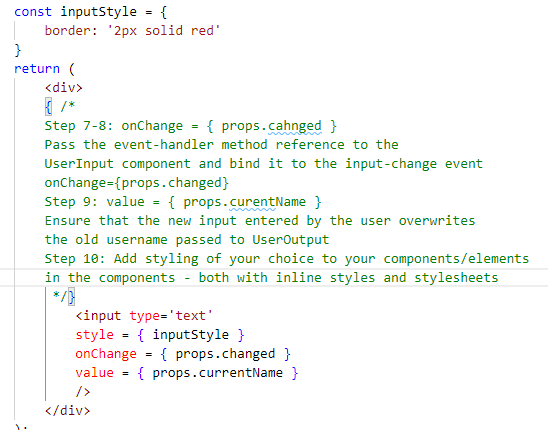 const inputStyle = {
border: '2px solid red'
}
return (
<div>
{ /*
Step 7-8: onChange = { props.cahnged }
Pass the event-handler method reference to the
UserInput component and bind it to the input-change event
onChange={props.changed}
Step 9: value = { props.curentName }
Ensure that the new input entered by the user overwrites
the old username passed to UserOutput
Step 10: Add styling of your choice to your components/elements
in the components - both with inline styles and stylesheets
*/}
<input type='text'
style = { inputStyle }
onChange = { props.changed }
value = { props.currentName }
/>
</div>
);